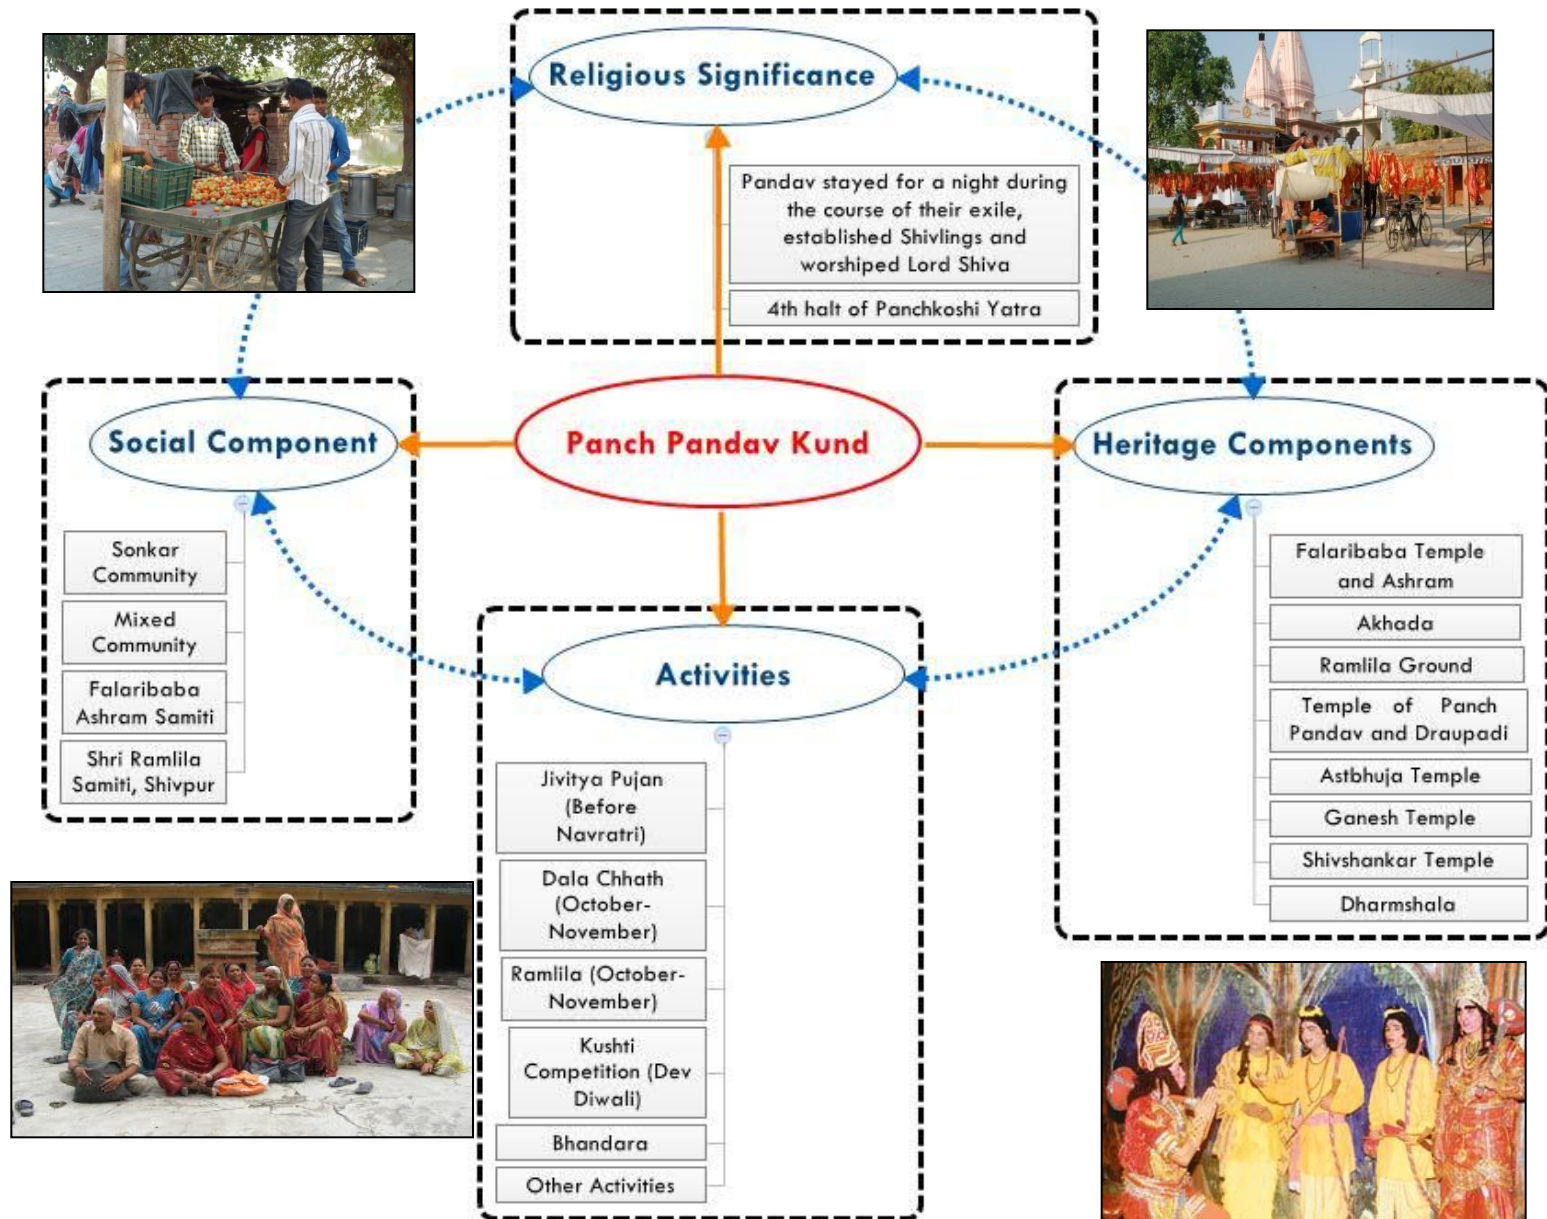 Religious Significance
Pandav stayed for a night during
the course of their exile,
established Shivlings and
worshiped Lord Shiva
4th halt of Panchkoshi Yatra
Panch Pandav Kund
Social Component
Sonkar
Community
Mixed
Community
Falaribaba
Ashram Samiti
Shri Ramlila
Samiti, Shivpur
Heritage Components
Falaribaba Temple
and Ashram
Akhada
Ramlila Ground
Temple of Panch
Pandav and Draupadi
Astbhuja Temple
Ganesh Temple
Shivshankar Temple
Dharmshala
Activities
Jivitya Pujan
(Before
Navratri)
Dala Chhath
(October-
November)
Ramlila (October-
November)
Kushti
Competition (Dev
Diwali)
Bhandara
Other Activities